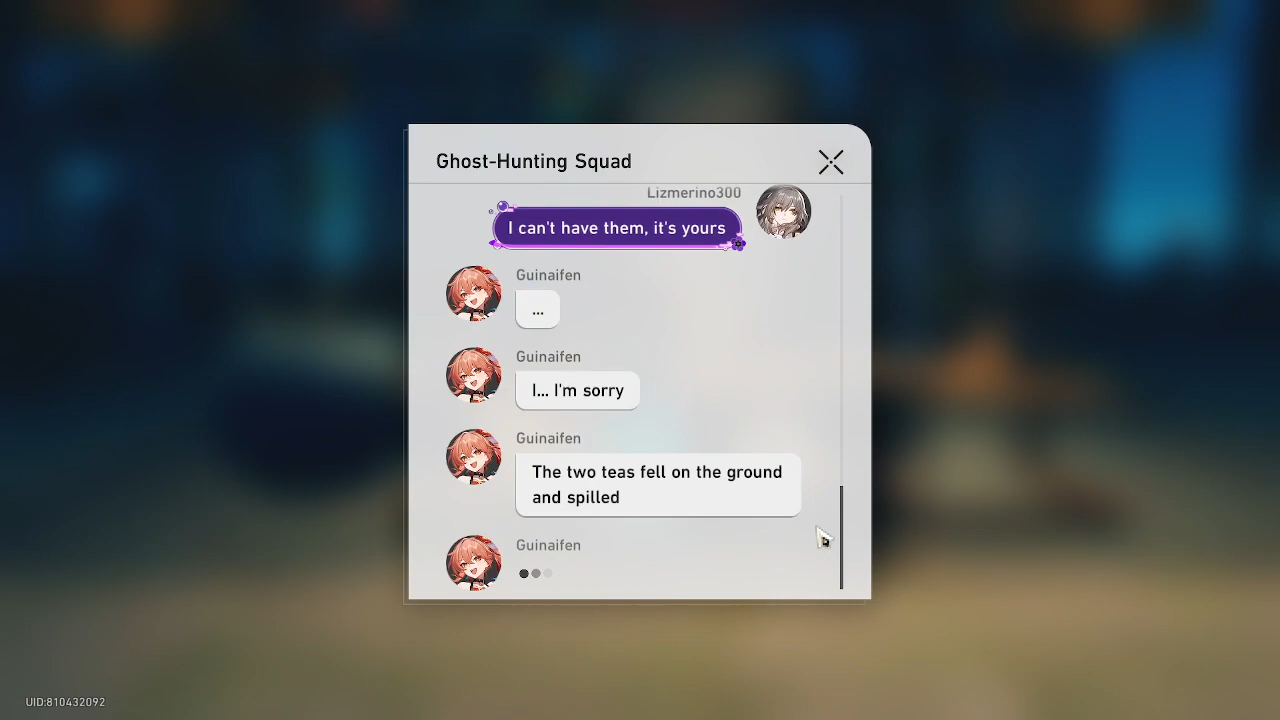 Ghost-Hunting Squad
Lizmerino300
I can't have them, it's yours
Guinaifen
...
Guinaifen
I... I'm sorry
Guinaifen
The two teas fell on the ground
and spilled
Guinaifen
UID:810432092